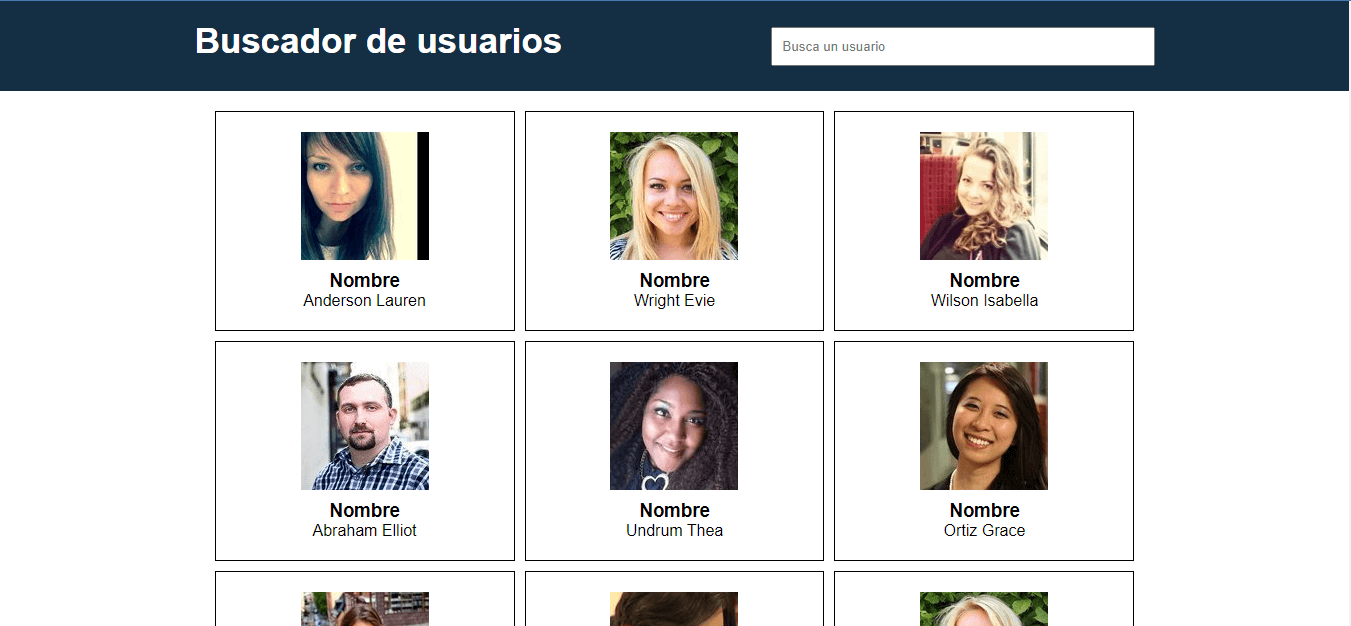 Buscador de usuarios
Busca un usuario
Nombre
Anderson Lauren
Nombre
Wright Evie
Nombre
Wilson Isabella
Nombre
Abraham Elliot
Nombre
Undrum Thea
Nombre
Ortiz Grace